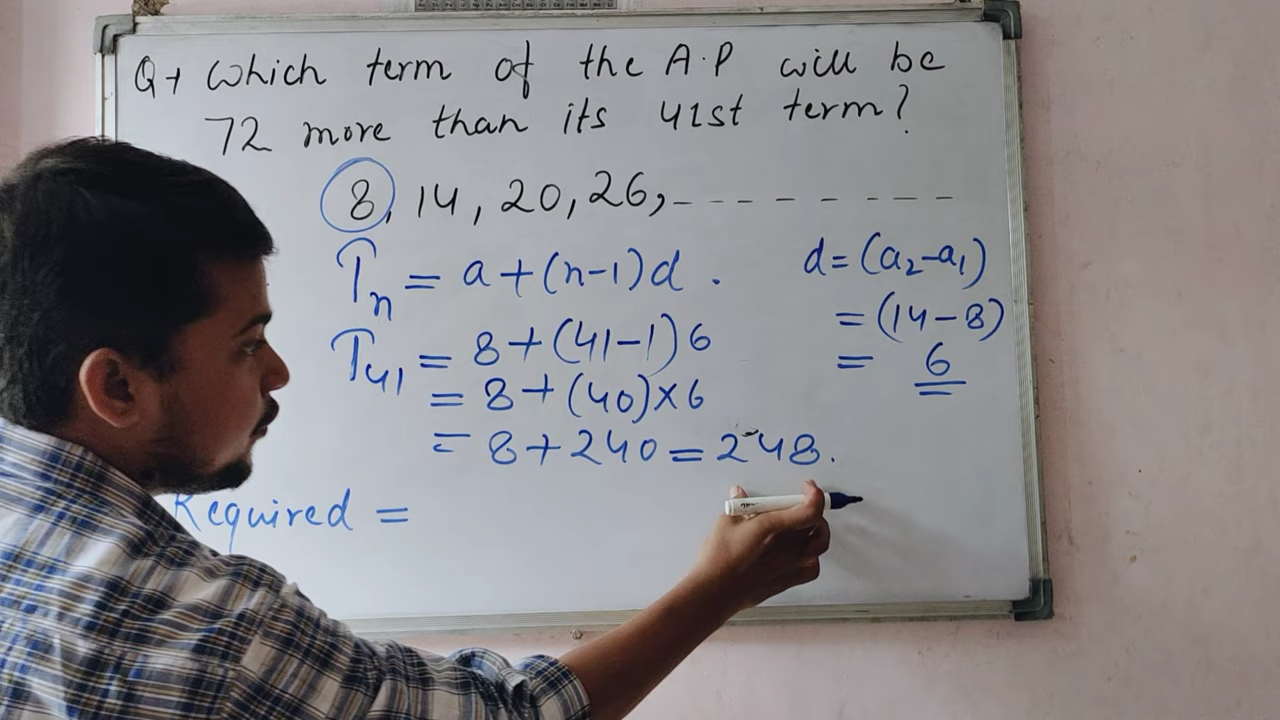 Q→ Which term of the A.P will be
72 more than its 41st term?
8, 14, 20, 26, - - - - - - - -
Tn = a + (n-1)d .
d = (a2 - a1)
= (14 - 8)
= 6
T41 = 8 + (41-1) 6
= 8 + (40) × 6
= 8 + 240 = 248.
Required =